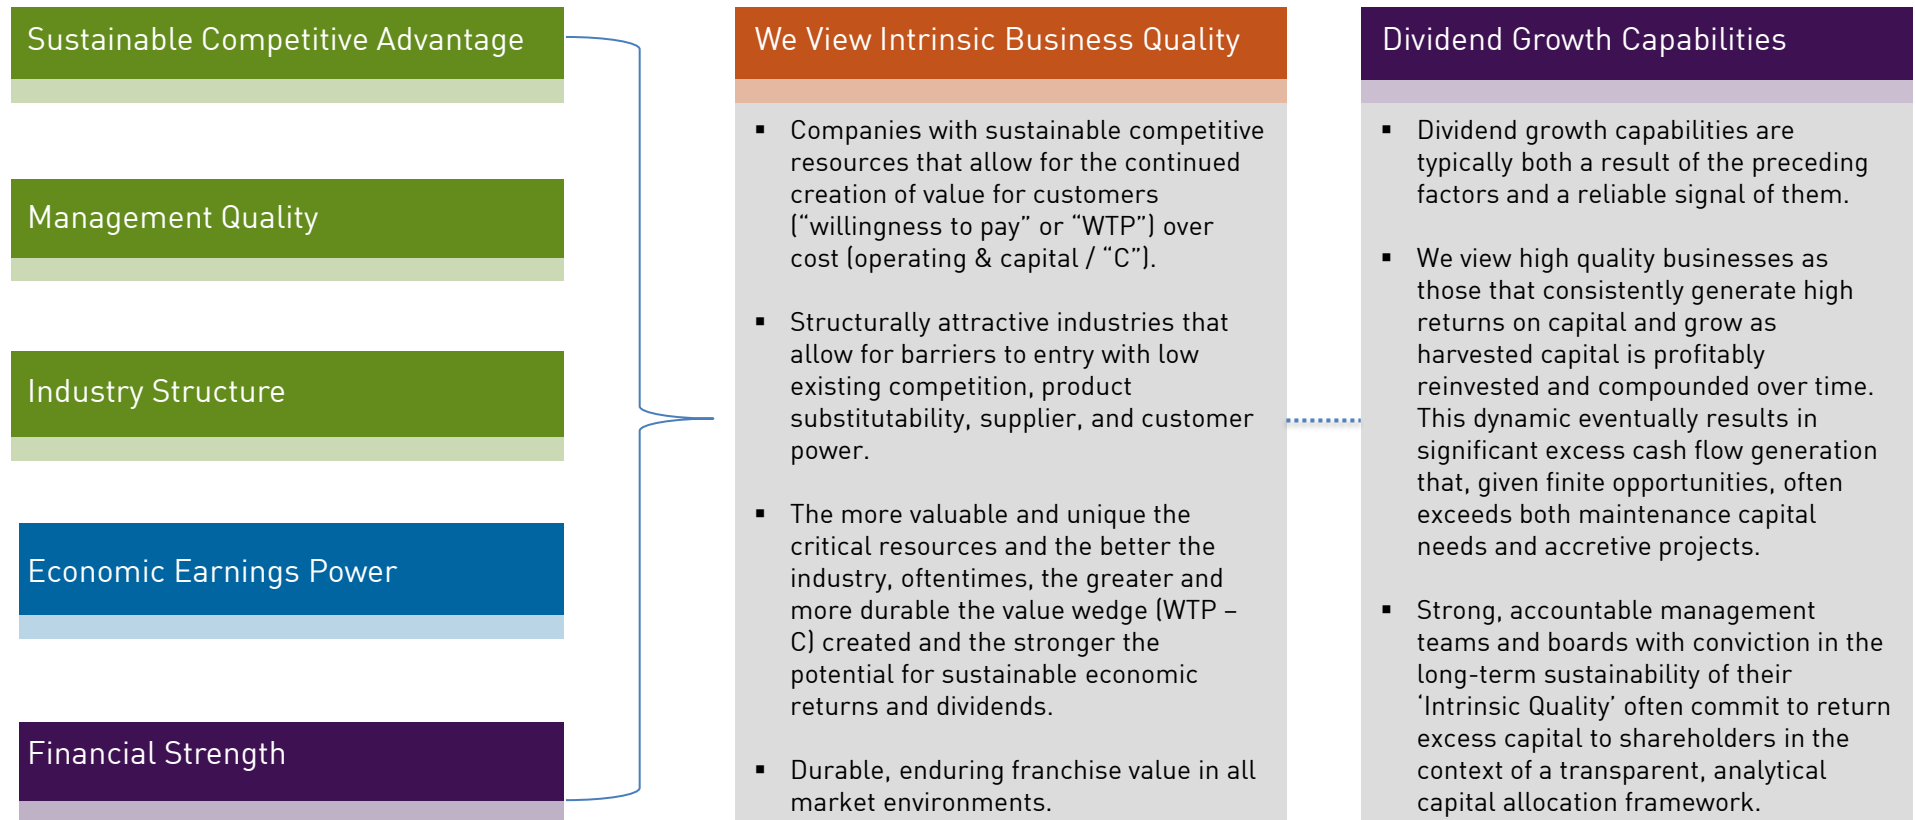 Sustainable Competitive Advantage
Management Quality
Industry Structure
Economic Earnings Power
Financial Strength
We View Intrinsic Business Quality
▪ Companies with sustainable competitive
resources that allow for the continued
creation of value for customers
(“willingness to pay” or “WTP”) over
cost (operating & capital / “C”).
▪ Structurally attractive industries that
allow for barriers to entry with low
existing competition, product
substitutability, supplier, and customer
power.
▪ The more valuable and unique the
critical resources and the better the
industry, oftentimes, the greater and
more durable the value wedge (WTP –
C) created and the stronger the
potential for sustainable economic
returns and dividends.
▪ Durable, enduring franchise value in all
market environments.
Dividend Growth Capabilities
▪ Dividend growth capabilities are
typically both a result of the preceding
factors and a reliable signal of them.
▪ We view high quality businesses as
those that consistently generate high
returns on capital and grow as
harvested capital is profitably
reinvested and compounded over time.
This dynamic eventually results in
significant excess cash flow generation
that, given finite opportunities, often
exceeds both maintenance capital
needs and accretive projects.
▪ Strong, accountable management
teams and boards with conviction in the
long-term sustainability of their
‘Intrinsic Quality’ often commit to return
excess capital to shareholders in the
context of a transparent, analytical
capital allocation framework.